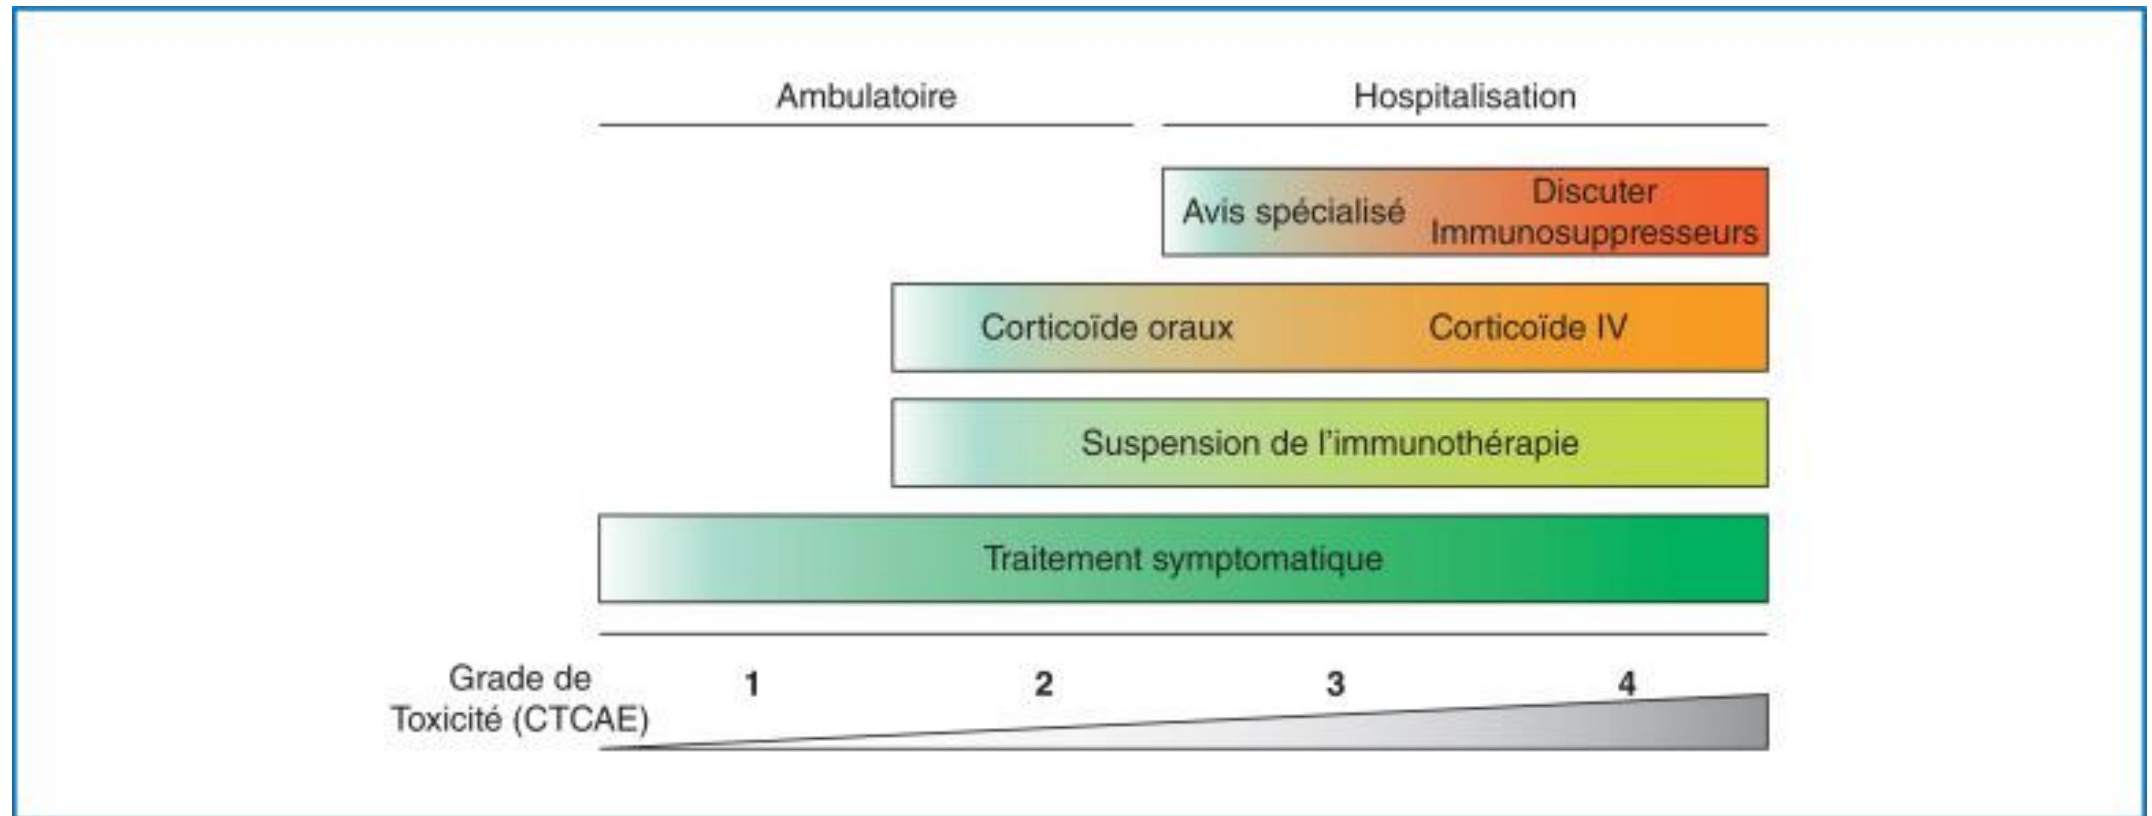 Ambulatoire
Hospitalisation
Avis spécialisé
Discuter
Immunosuppresseurs
Corticoïde oraux
Corticoïde IV
Suspension de l'immunothérapie
Traitement symptomatique
Grade de
Toxicité (CTCAE)
1
2
3
4